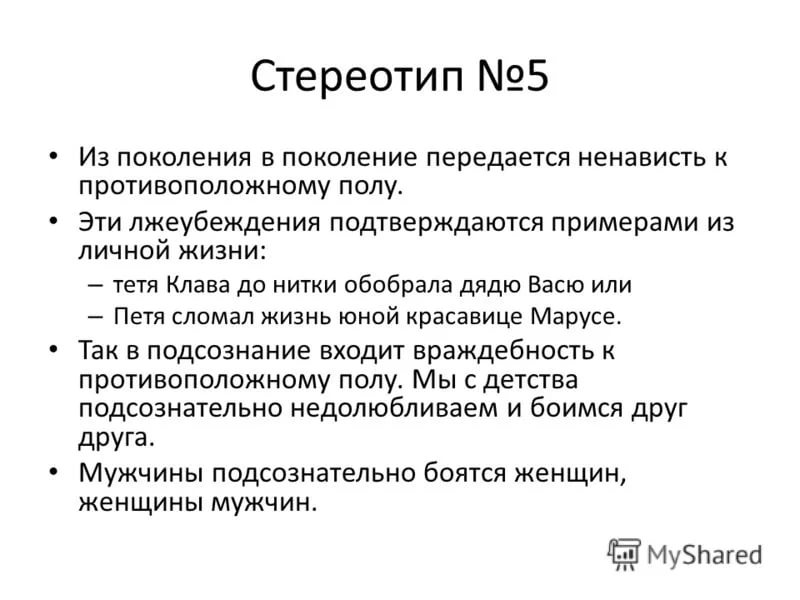 Стереотип №5
• Из поколения в поколение передается ненависть к
противоположному полу.
• Эти лжеубеждения подтверждаются примерами из
личной жизни:
– тетя Клава до нитки обобрала дядю Васю или
– Петя сломал жизнь юной красавице Марусе.
• Так в подсознание входит враждебность к
противоположному полу. Мы с детства
подсознательно недолюбливаем и боимся друг
друга.
• Мужчины подсознательно боятся женщин,
женщины мужчин.
MyShared